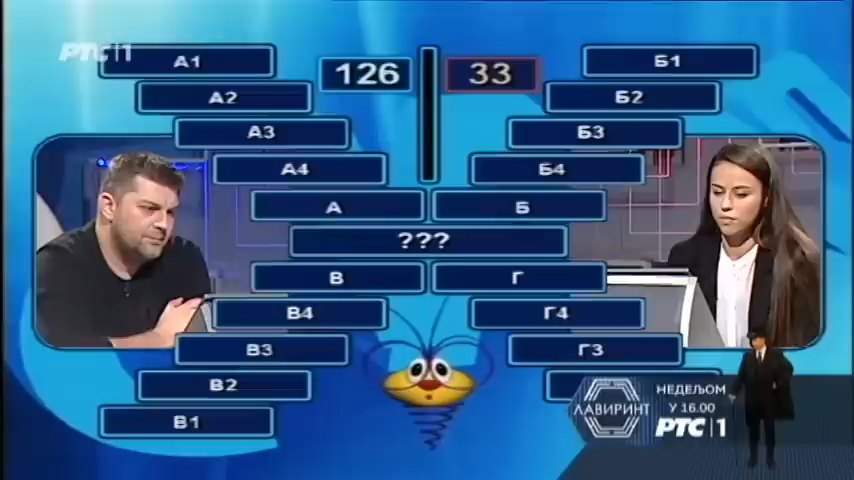 РТС|1
А1
А2
А3
А4
А
126
33
Б1
Б2
Б3
Б4
Б
???
В
В4
В3
В2
В1
Г
Г4
Г3
ЛАВИРИНТ
НЕДЕЉОМ
У 16.00
РТС|1